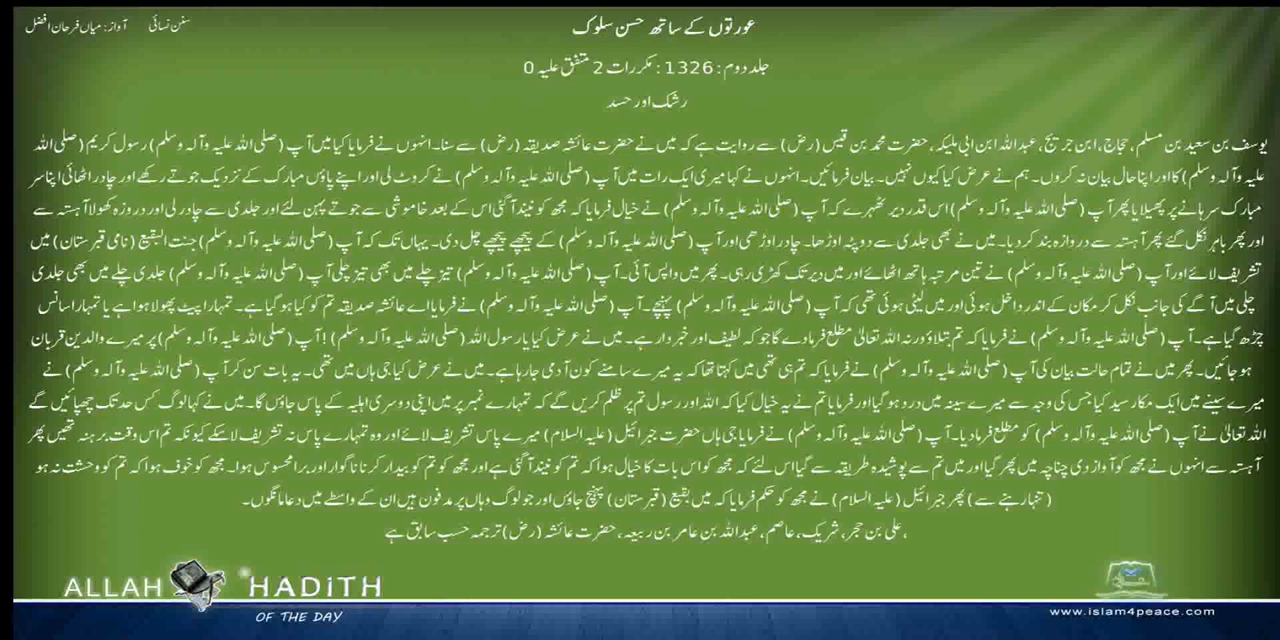 سنن نسائی    آواز: میاں فرحان افضل
عورتوں کے ساتھ حسن سلوک
جلد دوم : 1326 : مکررات 2 متفق علیہ 0
رشک اور حسد
یوسف بن سعید بن مسلم، حجاج، ابن جریج، عبداللہ ابن ابی ملیکہ، حضرت محمد بن قیس (رض) سے روایت ہے کہ میں نے حضرت عائشہ صدیقہ (رض) سے سنا۔ انہوں نے فرمایا کیا میں آپ (صلی اللہ علیہ وآلہ وسلم) رسول کریم (صلی اللہ
علیہ وآلہ وسلم) کا اور اپنا حال بیان نہ کروں۔ ہم نے عرض کیا کیوں نہیں۔ بیان فرمائیں۔ انہوں نے کہا میری ایک رات میں آپ (صلی اللہ علیہ وآلہ وسلم) نے کروٹ لی اور اپنے پاؤں مبارک کے نزدیک جوتے رکھے اور چادر اٹھائی اپنا سر
مبارک سرہانے پر پھیلایا پھر آپ (صلی اللہ علیہ وآلہ وسلم) اس قدر دیر ٹھہرے کہ آپ (صلی اللہ علیہ وآلہ وسلم) نے خیال فرمایا کہ مجھ کو نیند آگئی اس کے بعد خاموشی سے جوتے پہن لئے اور جلدی سے چادر لی اور دروازہ کھولا آہستہ سے
اور پھر باہر نکل گئے پھر آہستہ سے دروازہ بند کر دیا۔ میں نے بھی جلدی سے دوپٹہ اوڑھا۔ چادر اوڑھی اور آپ (صلی اللہ علیہ وآلہ وسلم) کے پیچھے پیچھے چل دی۔ یہاں تک کہ آپ (صلی اللہ علیہ وآلہ وسلم) جنت البقیع (نامی قبرستان) میں
تشریف لائے اور آپ (صلی اللہ علیہ وآلہ وسلم) نے تین مرتبہ ہاتھ اٹھائے اور میں دیر تک کھڑی رہی۔ پھر میں واپس آئی۔ آپ (صلی اللہ علیہ وآلہ وسلم) تیز چلے میں بھی تیز چلی آپ (صلی اللہ علیہ وآلہ وسلم) جلدی چلے میں بھی جلدی
چلی میں آگے کی جانب نکل کر مکان کے اندر داخل ہوئی اور میں لیٹی ہوئی تھی کہ آپ (صلی اللہ علیہ وآلہ وسلم) پہنچے۔ آپ (صلی اللہ علیہ وآلہ وسلم) نے فرمایا اے عائشہ صدیقہ تم کو کیا ہوگیا ہے۔ تمہارا پیٹ پھولا ہوا ہے یا تمہارا سانس
چڑھ گیا ہے۔ آپ (صلی اللہ علیہ وآلہ وسلم) نے فرمایا کہ تم بتلاؤ ورنہ اللہ تعالیٰ مطلع فرمادے گا جو کہ لطیف اور خبردار ہے۔ میں نے عرض کیا یا رسول اللہ (صلی اللہ علیہ وآلہ وسلم)! آپ (صلی اللہ علیہ وآلہ وسلم) پر میرے والدین قربان
ہو جائیں۔ پھر میں نے تمام حالت بیان کی آپ (صلی اللہ علیہ وآلہ وسلم) نے فرمایا کہ تم ہی تھی میں کہتا تھا کہ یہ میرے سامنے کون آدمی جا رہا ہے۔ میں نے عرض کیا جی ہاں میں تھی۔ یہ بات سن کر آپ (صلی اللہ علیہ وآلہ وسلم) نے
میرے سینے میں ایک مکا رسید کیا جس کی وجہ سے میرے سینہ میں درد ہوگیا اور فرمایا تم نے یہ خیال کیا کہ اللہ اور رسول تم پر ظلم کریں گے کہ تمہارے نمبر پر میں اپنی دوسری اہلیہ کے پاس جاؤں گا۔ میں نے کہا لوگ کس حد تک چھپائیں گے
اللہ تعالیٰ نے آپ (صلی اللہ علیہ وآلہ وسلم) کو مطلع فرما دیا۔ آپ (صلی اللہ علیہ وآلہ وسلم) نے فرمایا جی ہاں حضرت جبرائیل (علیہ السلام) میرے پاس تشریف لائے اور وہ تمہارے پاس نہ تشریف لا سکے کیونکہ تم اس وقت برہنہ تھیں پھر
آہستہ سے انہوں نے مجھ کو آواز دی چناچہ میں پھر گیا اور میں تم سے پوشیدہ طریقہ سے گیا اس لئے کہ مجھ کو اس بات کا خیال ہوا کہ تم کو نیند آگئی ہے اور مجھ کو تم کو بیدار کرنا ناگوار اور برا محسوس ہوا۔ مجھ کو خوف ہوا کہ تم کو وحشت نہ ہو
(تنہا رہنے سے) پھر جبرائیل (علیہ السلام) نے مجھ کو حکم فرمایا کہ میں بقیع (قبرستان) پہنچ جاؤں اور جو لوگ وہاں پر مدفون ہیں ان کے واسطے میں دعا مانگوں۔
،علی بن حجر، شریک، عاصم، عبداللہ بن عامر بن ربیعہ، حضرت عائشہ (رض) ترجمہ حسب سابق ہے
ALLAH HADITH
OF THE DAY
www.islam4peace.com